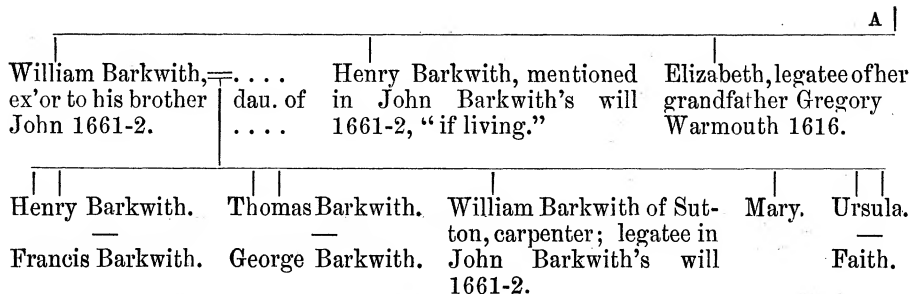 A
William Barkwith,
ex'or to his brother
John 1661-2.
. . . .
dau. of
. . . .
Henry Barkwith, mentioned
in John Barkwith's will
1661-2, "if living."
Elizabeth, legatee of her
grandfather Gregory
Warmouth 1616.
Henry Barkwith.
—
Francis Barkwith.
Thomas Barkwith.
—
George Barkwith.
William Barkwith of Sut-
ton, carpenter; legatee in
John Barkwith's will
1661-2.
Mary.
Ursula.
—
Faith.